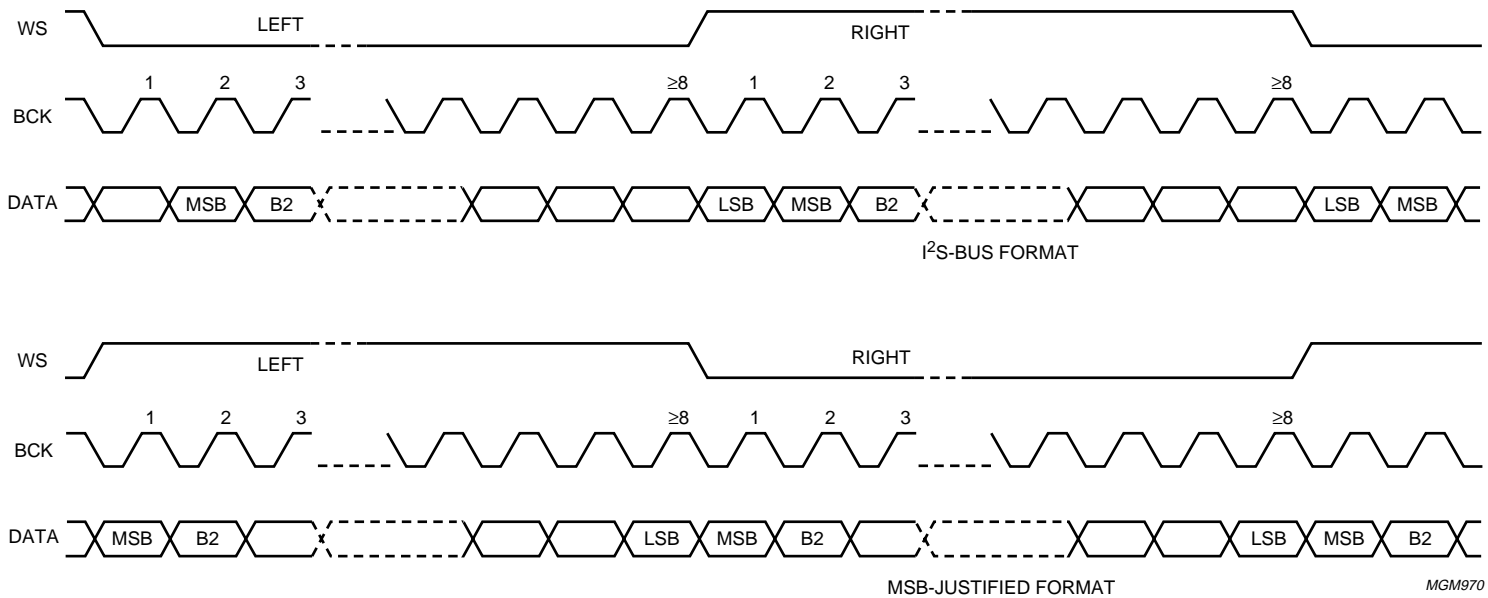 WS LEFT RIGHT
1 2 3 ≥8 1 2 3 ≥8
BCK
DATA MSB B2 LSB MSB B2 LSB MSB
I²S-BUS FORMAT
WS LEFT RIGHT
1 2 3 ≥8 1 2 3 ≥8
BCK
DATA MSB B2 LSB MSB B2 LSB MSB B2
MSB-JUSTIFIED FORMAT MGM970